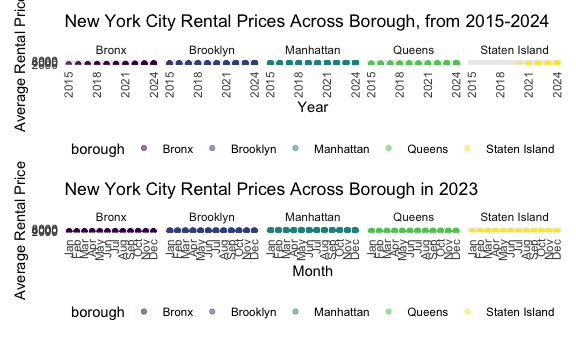 New York City Rental Prices Across Borough, from 2015-2024
Average Rental Price
Bronx Brooklyn Manhattan Queens Staten Island
2015 2018 2021 2024 2015 2018 2021 2024 2015 2018 2021 2024 2015 2018 2021 2024 2015 2018 2021 2024
Year
borough Bronx Brooklyn Manhattan Queens Staten Island
New York City Rental Prices Across Borough in 2023
Average Rental Price
Bronx Brooklyn Manhattan Queens Staten Island
Jan Feb Mar Apr May Jun Jul Aug Sep Oct Nov Dec Jan Feb Mar Apr May Jun Jul Aug Sep Oct Nov Dec Jan Feb Mar Apr May Jun Jul Aug Sep Oct Nov Dec Jan Feb Mar Apr May Jun Jul Aug Sep Oct Nov Dec Jan Feb Mar Apr May Jun Jul Aug Sep Oct Nov Dec
Month
borough Bronx Brooklyn Manhattan Queens Staten Island